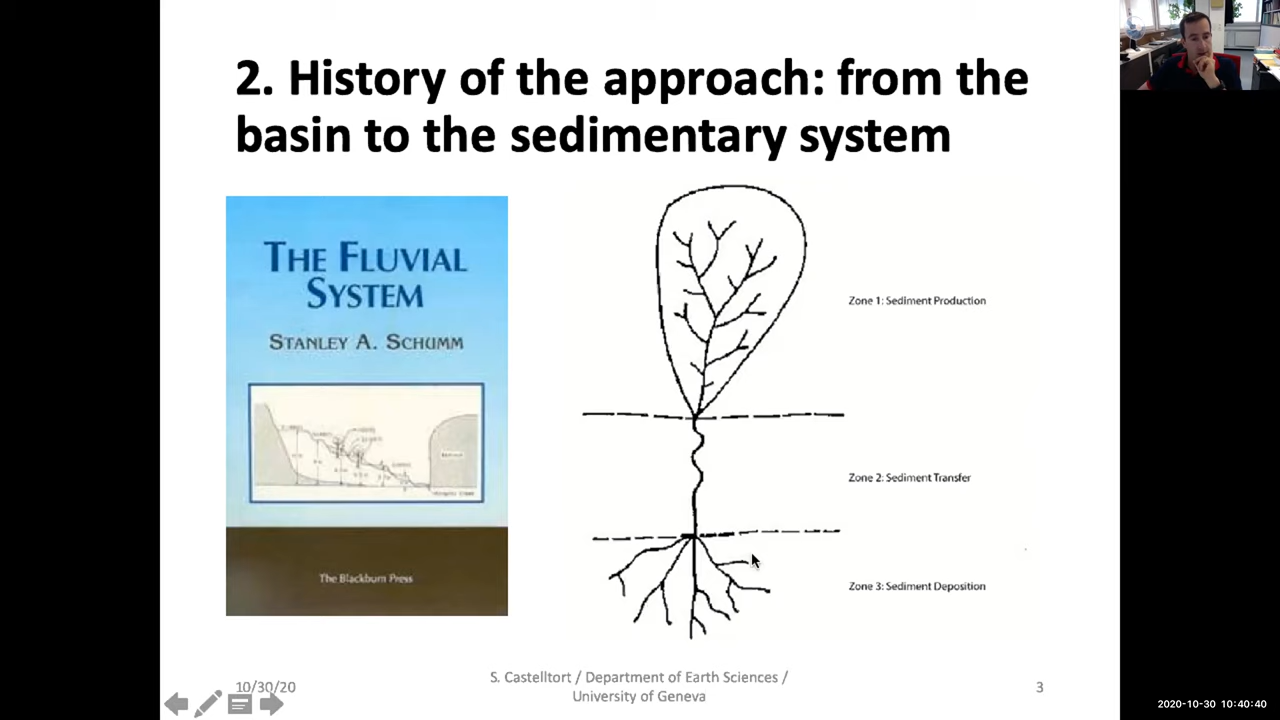 2. History of the approach: from the
basin to the sedimentary system
THE FLUVIAL
SYSTEM
STANLEY A. SCHUMM
The Blackburn Press
Zone 1: Sediment Production
Zone 2: Sediment Transfer
Zone 3: Sediment Deposition
10/30/20
S. Castelltort / Department of Earth Sciences /
University of Geneva
3
2020-10-30 10:40:40